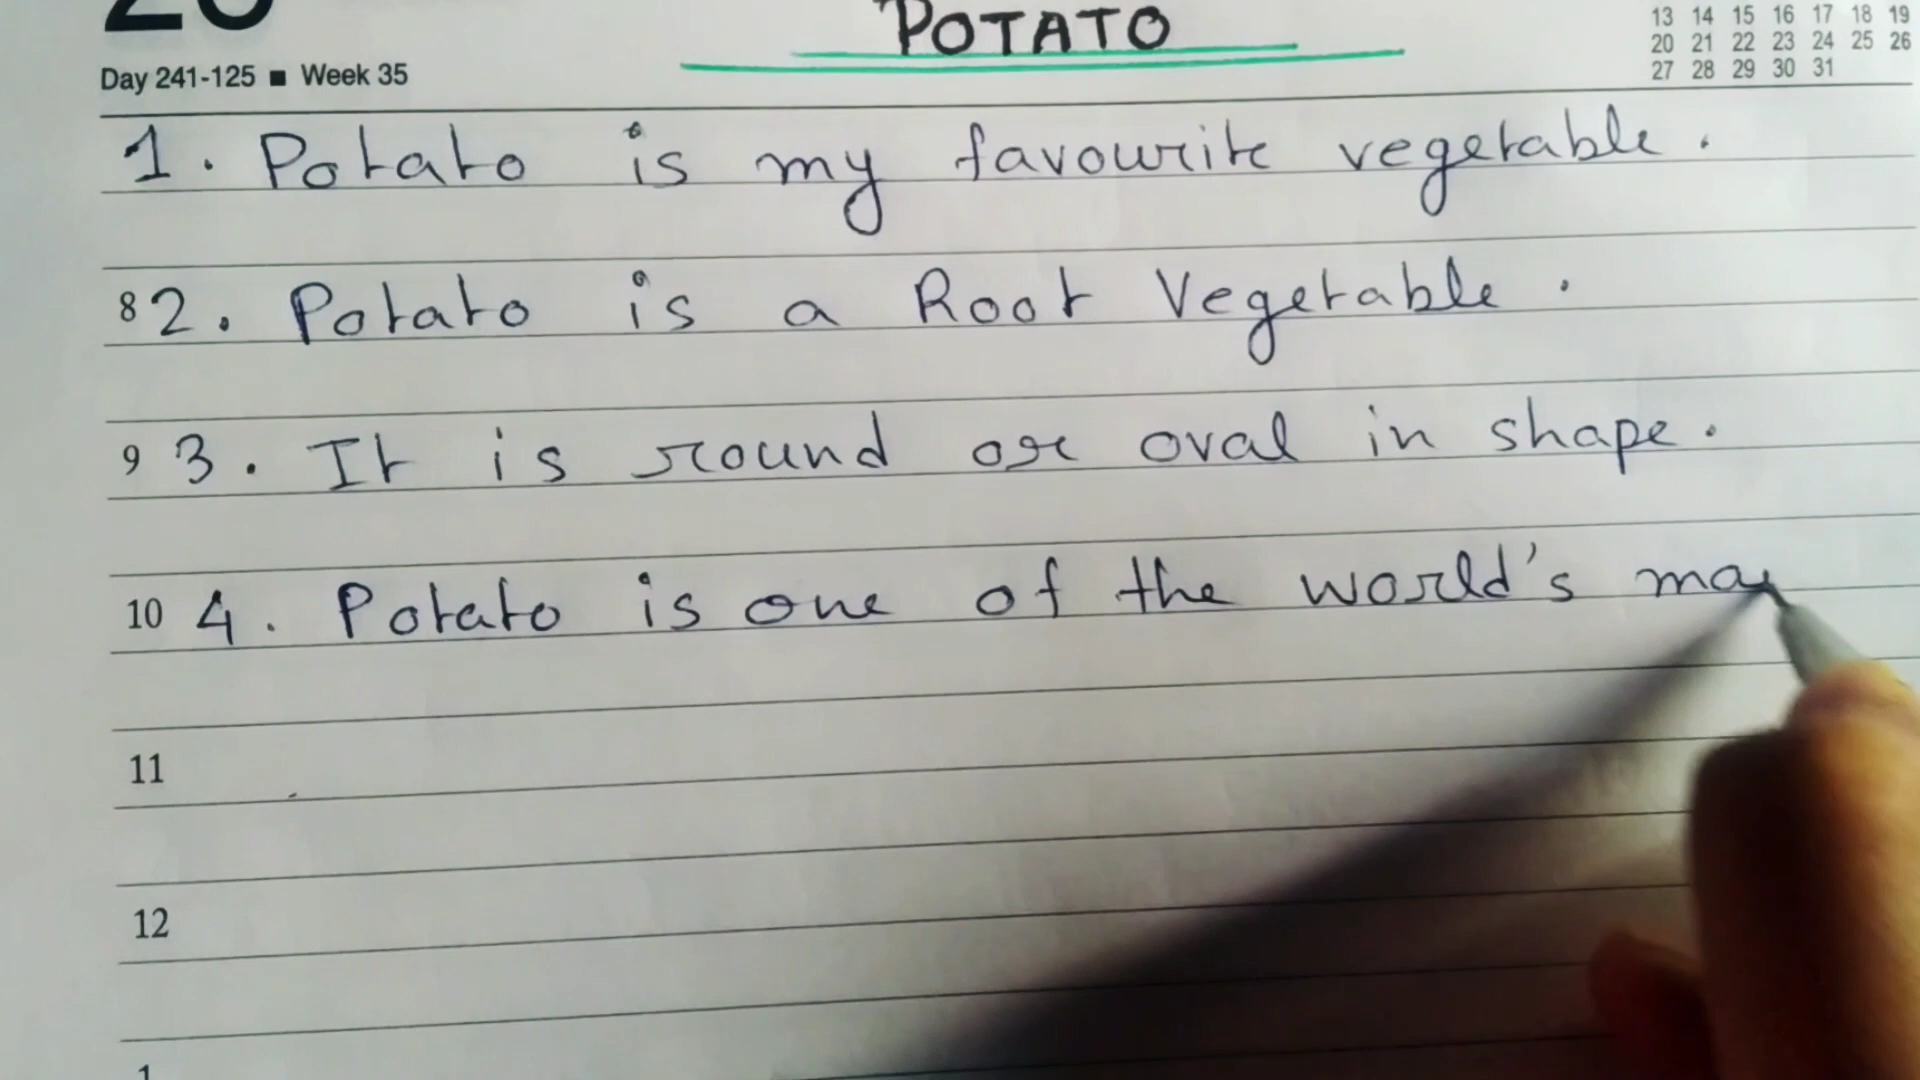 POTATO
13 14 15 16 17 18 19
Day 241-125 ■ Week 35
20 21 22 23 24 25 26
27 28 29 30 31
1. Potato is my favourite vegetable.
8 2. Potato is a Root Vegetable.
9 3. It is round or oval in shape.
10 4. Potato is one of the world's
11
12